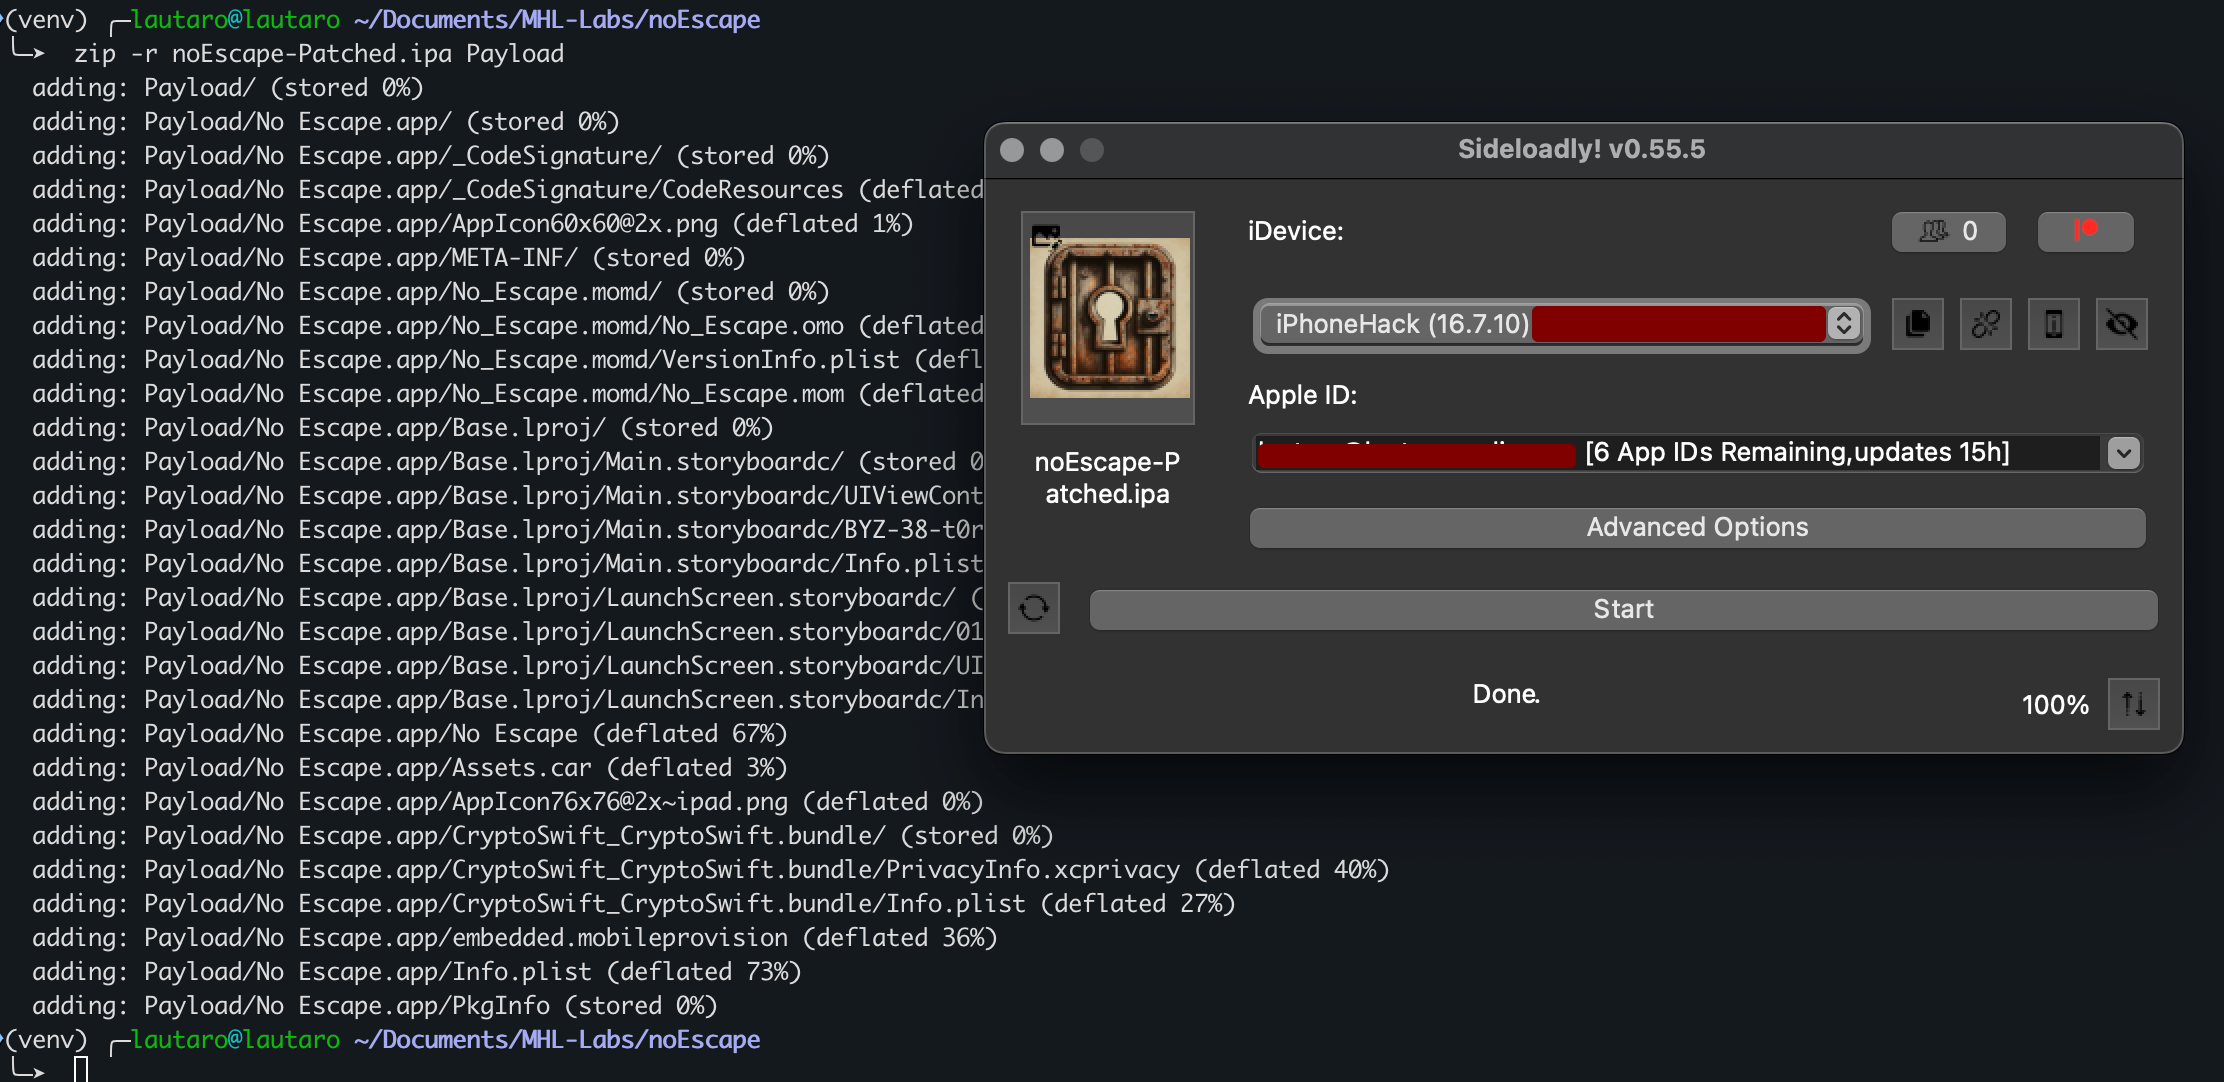 (venv) lautaro@lautaro ~/Documents/MHL-Labs/noEscape
zip -r noEscape-Patched.ipa Payload
adding: Payload/ (stored 0%)
adding: Payload/No Escape.app/ (stored 0%)
adding: Payload/No Escape.app/_CodeSignature/ (stored 0%)
adding: Payload/No Escape.app/_CodeSignature/CodeResources (deflated
adding: Payload/No Escape.app/AppIcon60x60@2x.png (deflated 1%)
adding: Payload/No Escape.app/META-INF/ (stored 0%)
adding: Payload/No Escape.app/No_Escape.momd/ (stored 0%)
adding: Payload/No Escape.app/No_Escape.momd/No_Escape.omo (deflated
adding: Payload/No Escape.app/No_Escape.momd/VersionInfo.plist (defl
adding: Payload/No Escape.app/No_Escape.momd/No_Escape.mom (deflated
adding: Payload/No Escape.app/Base.lproj/ (stored 0%)
adding: Payload/No Escape.app/Base.lproj/Main.storyboardc/ (stored 0
adding: Payload/No Escape.app/Base.lproj/Main.storyboardc/UIViewCont
adding: Payload/No Escape.app/Base.lproj/Main.storyboardc/BYZ-38-t0r
adding: Payload/No Escape.app/Base.lproj/Main.storyboardc/Info.plist
adding: Payload/No Escape.app/Base.lproj/LaunchScreen.storyboardc/ (
adding: Payload/No Escape.app/Base.lproj/LaunchScreen.storyboardc/01
adding: Payload/No Escape.app/Base.lproj/LaunchScreen.storyboardc/UI
adding: Payload/No Escape.app/Base.lproj/LaunchScreen.storyboardc/In
adding: Payload/No Escape.app/No Escape (deflated 67%)
adding: Payload/No Escape.app/Assets.car (deflated 3%)
adding: Payload/No Escape.app/AppIcon76x76@2x~ipad.png (deflated 0%)
adding: Payload/No Escape.app/CryptoSwift_CryptoSwift.bundle/ (stored 0%)
adding: Payload/No Escape.app/CryptoSwift_CryptoSwift.bundle/PrivacyInfo.xcprivacy (deflated 40%)
adding: Payload/No Escape.app/CryptoSwift_CryptoSwift.bundle/Info.plist (deflated 27%)
adding: Payload/No Escape.app/embedded.mobileprovision (deflated 36%)
adding: Payload/No Escape.app/Info.plist (deflated 73%)
adding: Payload/No Escape.app/PkgInfo (stored 0%)
(venv) lautaro@lautaro ~/Documents/MHL-Labs/noEscape
Sideloadly! v0.55.5
iDevice:
0
iPhoneHack (16.7.10)
Apple ID:
[6 App IDs Remaining,updates 15h]
noEscape-P
atched.ipa
Advanced Options
Start
Done.
100%